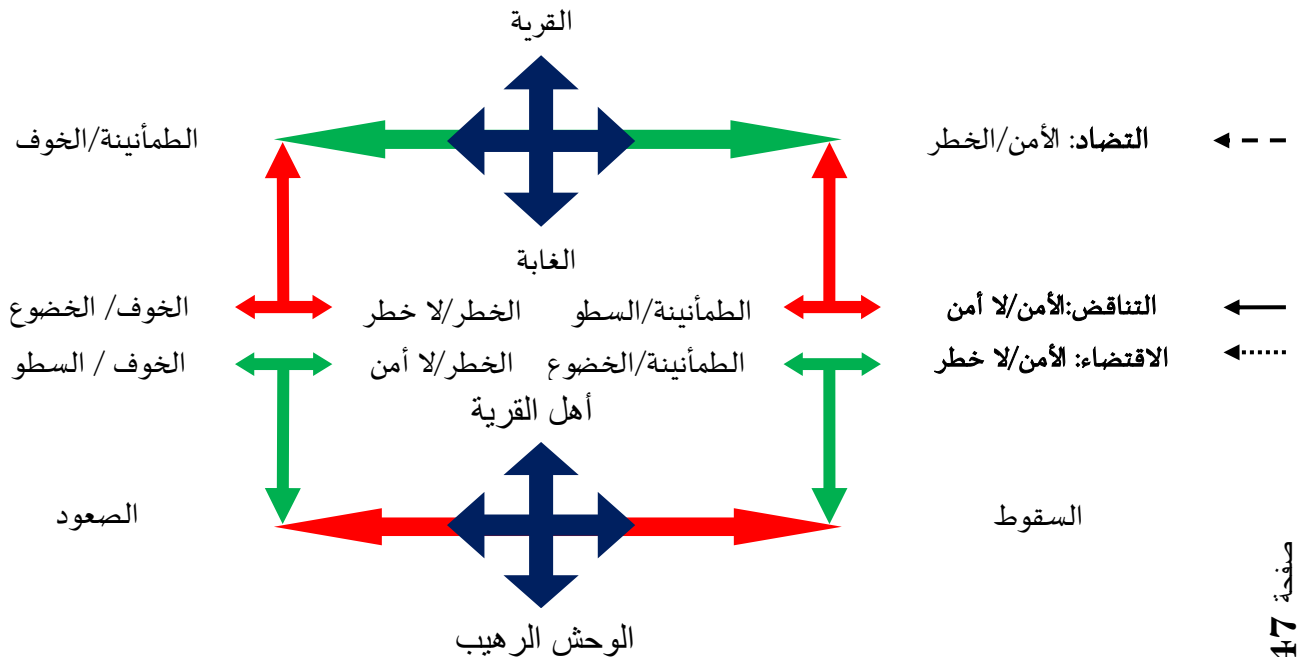 القرية
التضاد: الأمن/الخطر الطمأنينة/الخوف
الغابة
التناقض:الأمن/لا أمن الطمأنينة/السطو الخطر/لا خطر الخوف/ الخضوع
الاقتضاء: الأمن/لا خطر الطمأنينة/الخضوع الخطر/لا أمن الخوف / السطو
أهل القرية
السقوط الصعود
الوحش الرهيب
صفحة 47